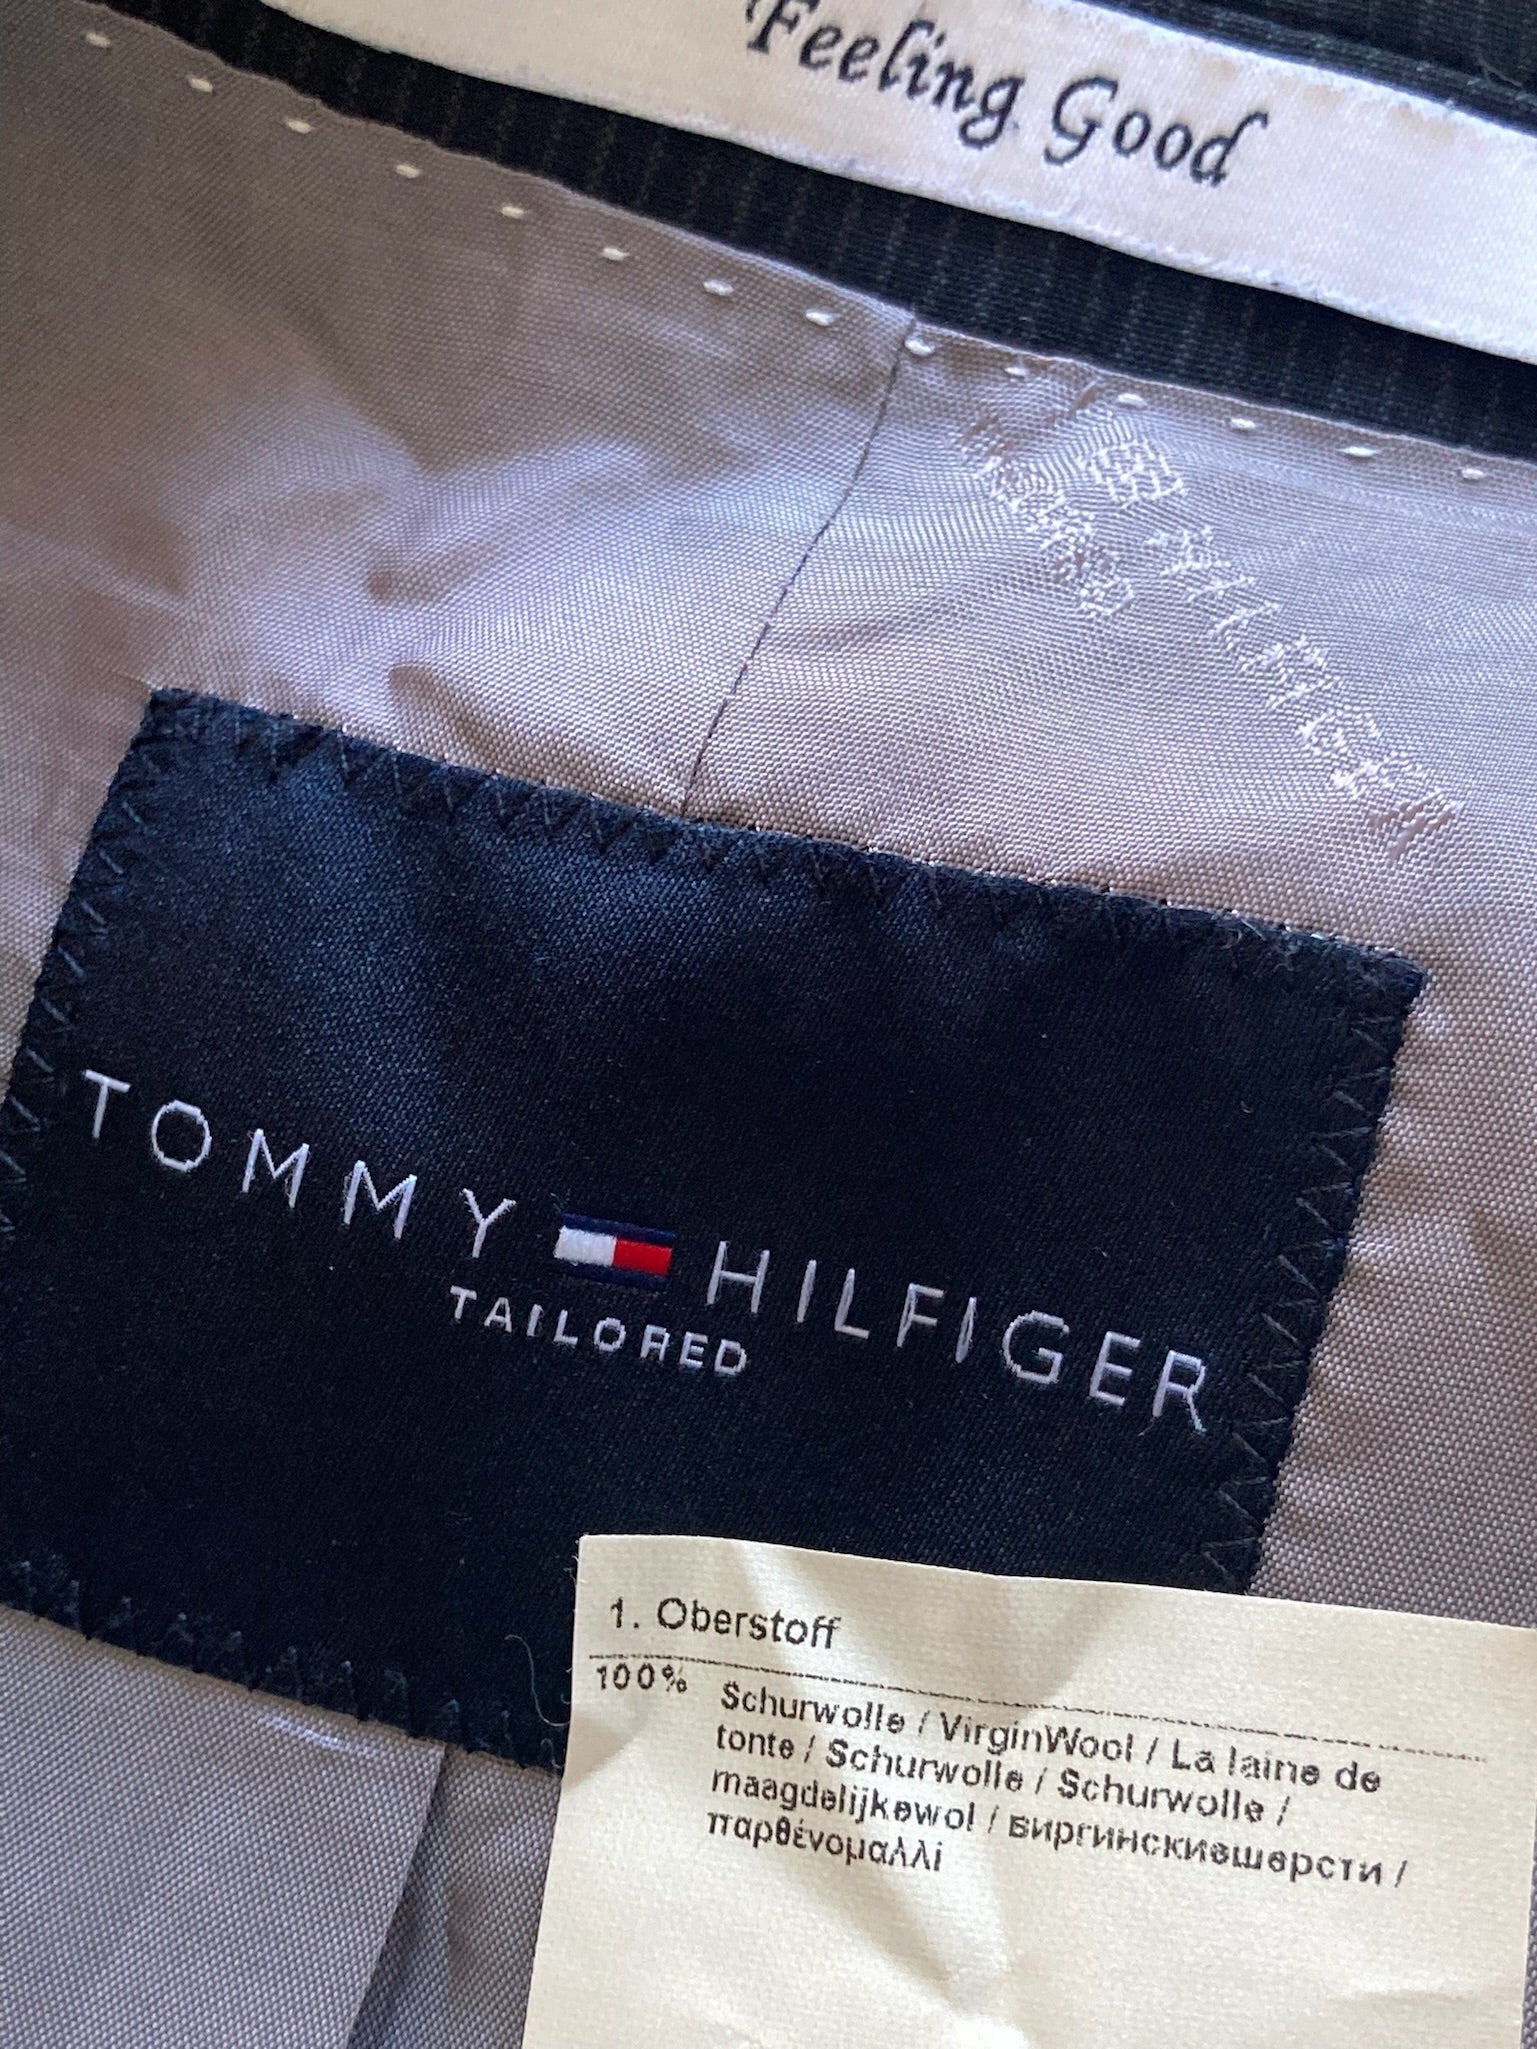 Feeling Good
TOMMY HILFIGER
TAILORED
1. Oberstoff
100% Schurwolle / VirginWool / La laine de
tonte / Schurwolle / Schurwolle /
maagdelijkewol / виргинскиешерсти /
παρθένομαλλί